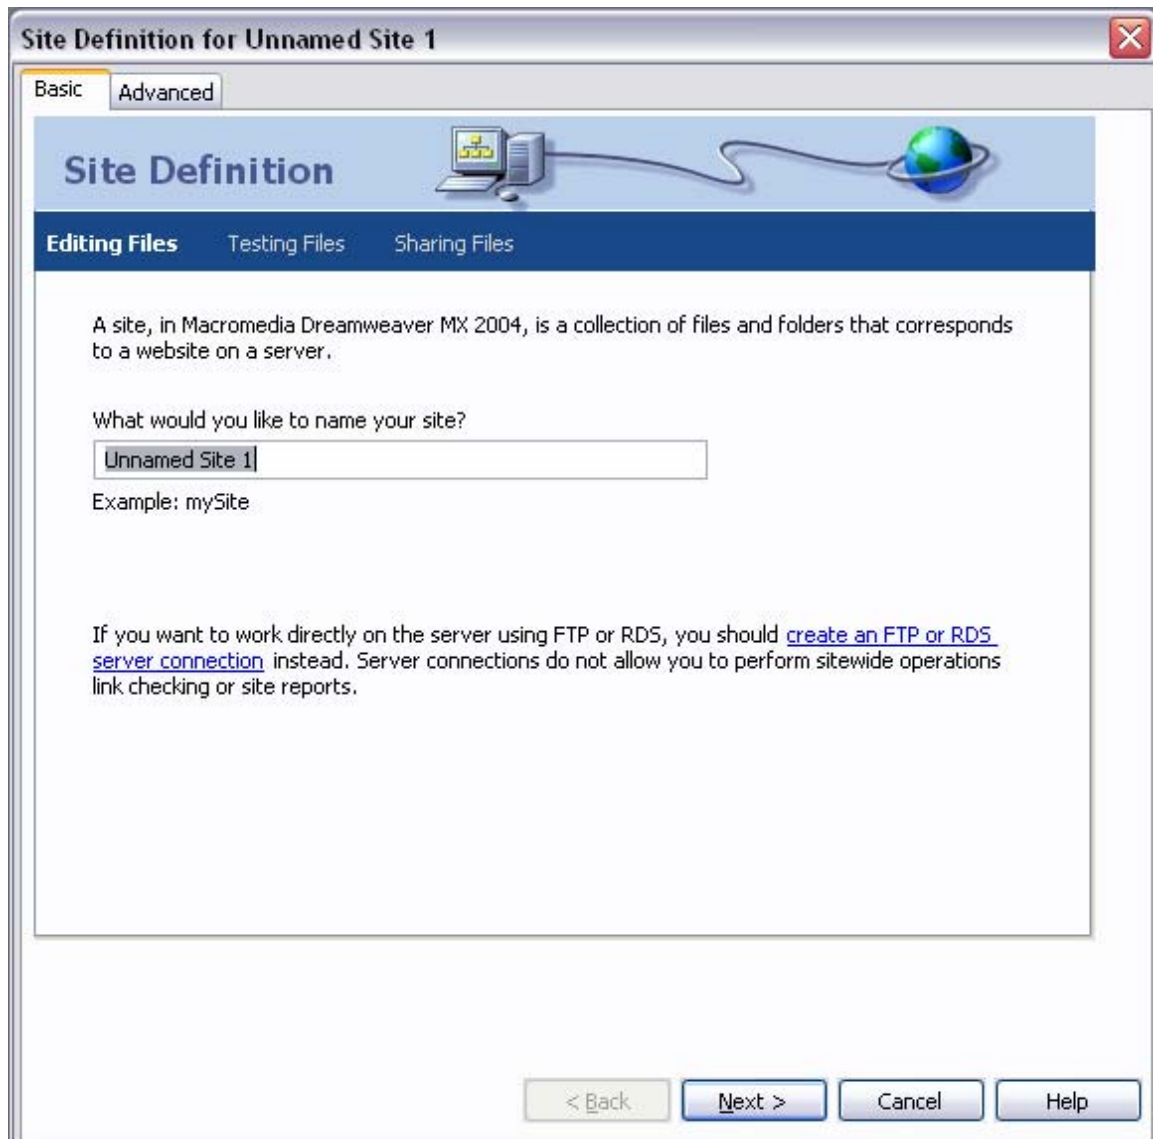 Site Definition for Unnamed Site 1
Basic Advanced
Site Definition
Editing Files Testing Files Sharing Files
A site, in Macromedia Dreamweaver MX 2004, is a collection of files and folders that corresponds
to a website on a server.
What would you like to name your site?
Unnamed Site 1
Example: mySite
If you want to work directly on the server using FTP or RDS, you should create an FTP or RDS
server connection instead. Server connections do not allow you to perform sitewide operations
link checking or site reports.
< Back Next > Cancel Help